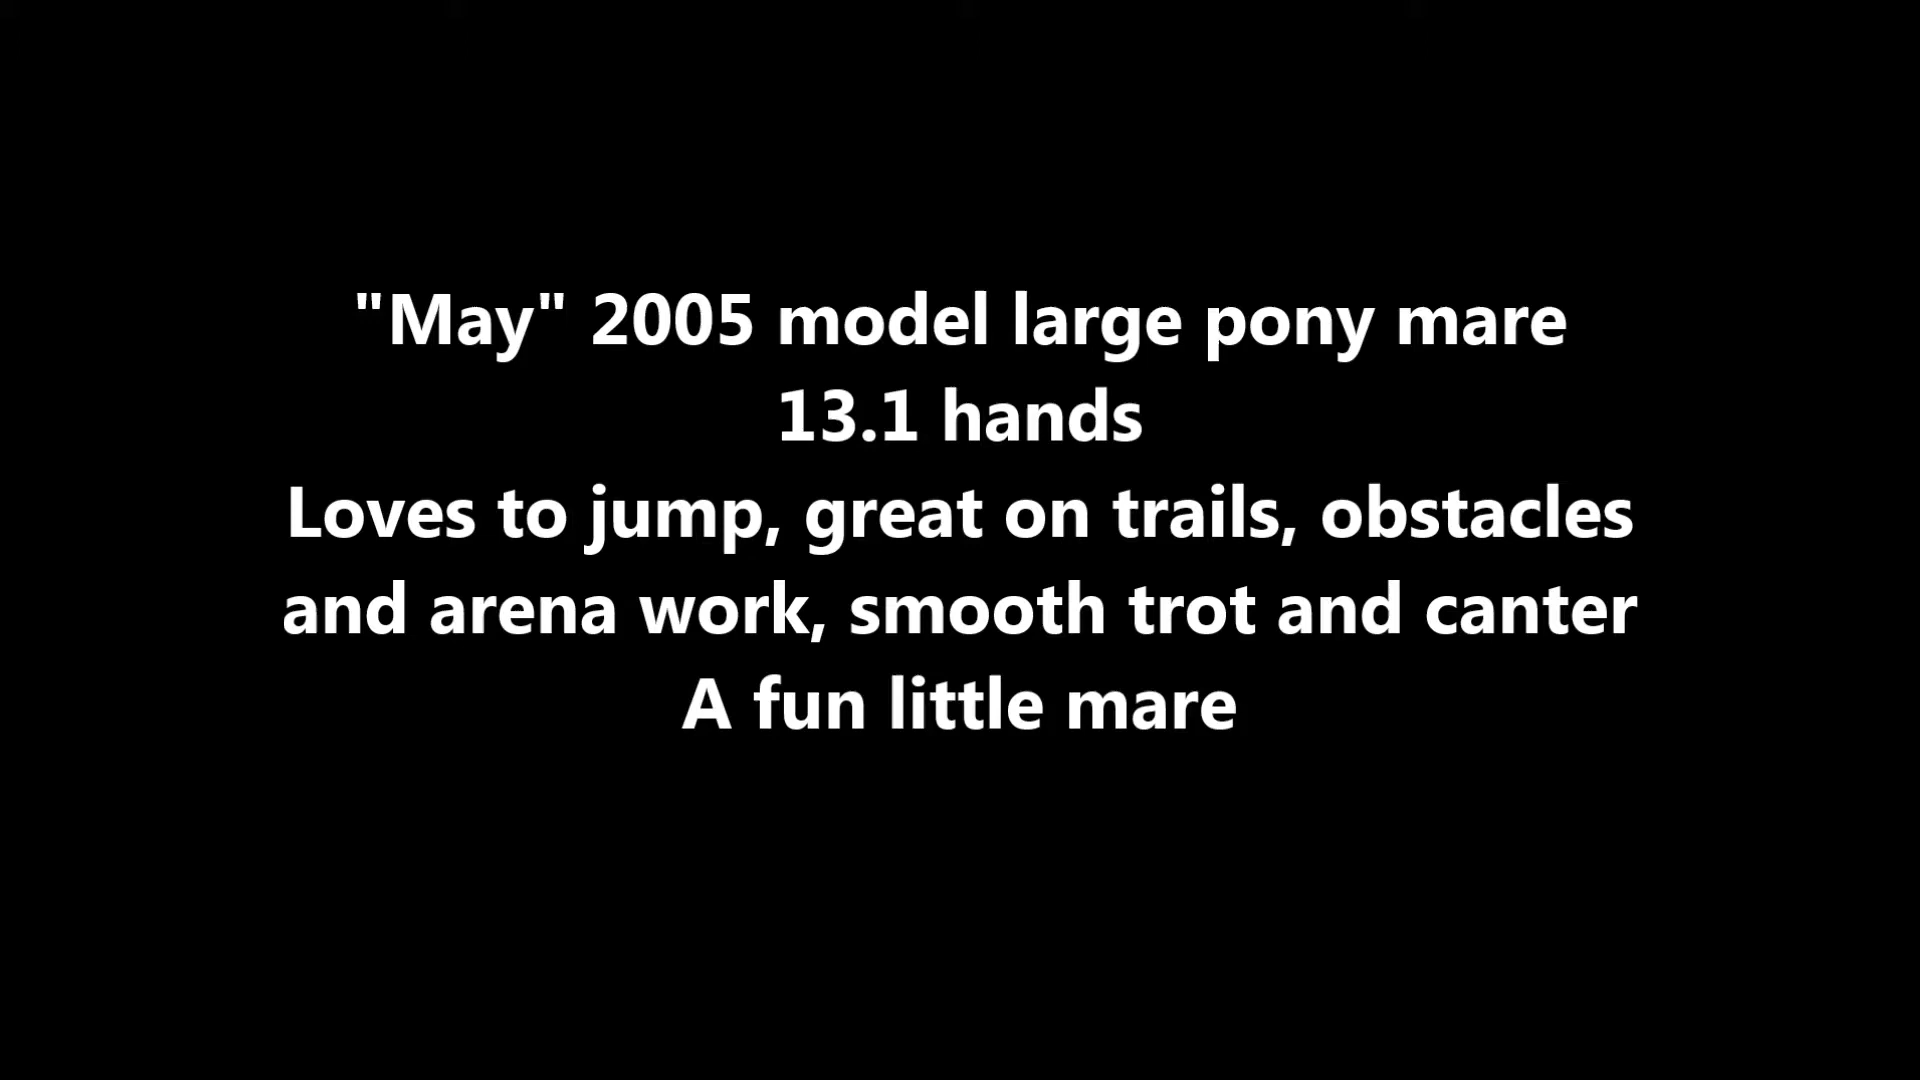 "May" 2005 model large pony mare
13.1 hands
Loves to jump, great on trails, obstacles
and arena work, smooth trot and canter
A fun little mare